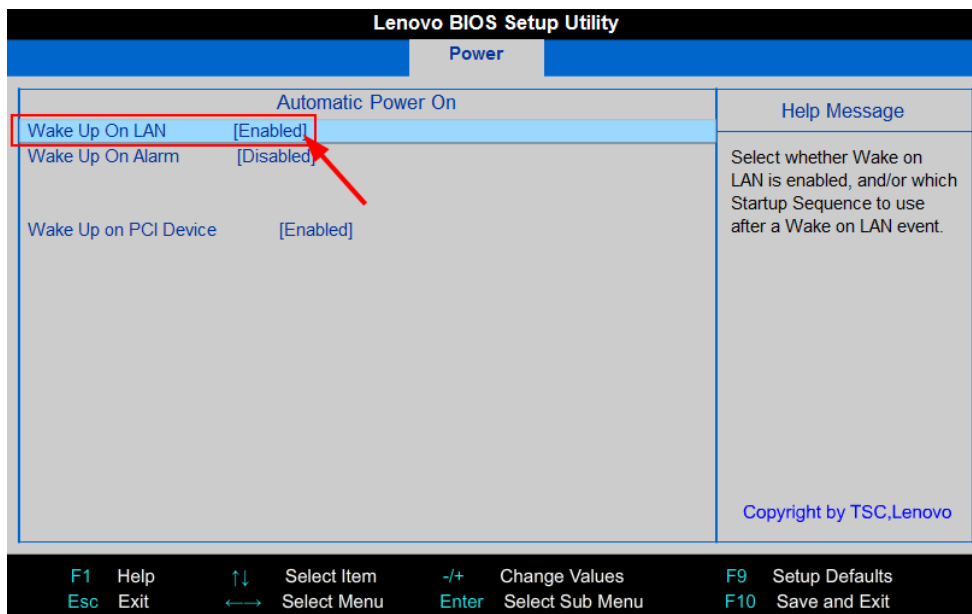 Lenovo BIOS Setup Utility
Power
Automatic Power On
Wake Up On LAN [Enabled]
Wake Up On Alarm [Disabled]
Wake Up on PCI Device [Enabled]
Help Message
Select whether Wake on
LAN is enabled, and/or which
Startup Sequence to use
after a Wake on LAN event.
Copyright by TSC,Lenovo
F1 Help ↑↓ Select Item -/+ Change Values F9 Setup Defaults
Esc Exit ←→ Select Menu Enter Select Sub Menu F10 Save and Exit